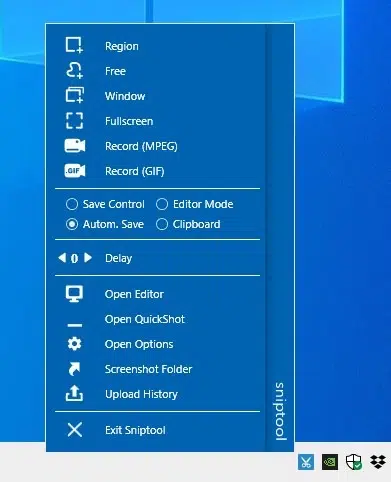 Region
Free
Window
Fullscreen
Record (MPEG)
.GIF Record (GIF)
Save Control Editor Mode
Autom. Save Clipboard
0 Delay
Open Editor
Open QuickShot
Open Options
Screenshot Folder
Upload History
Exit Sniptool
sniptool